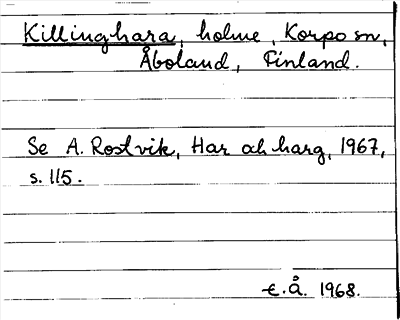 Killinghara, holme, Korpo sn,
Åboland, Finland.
Se A. Rostvik, Har och harg, 1967,
s. 115.
E.Å. 1968.